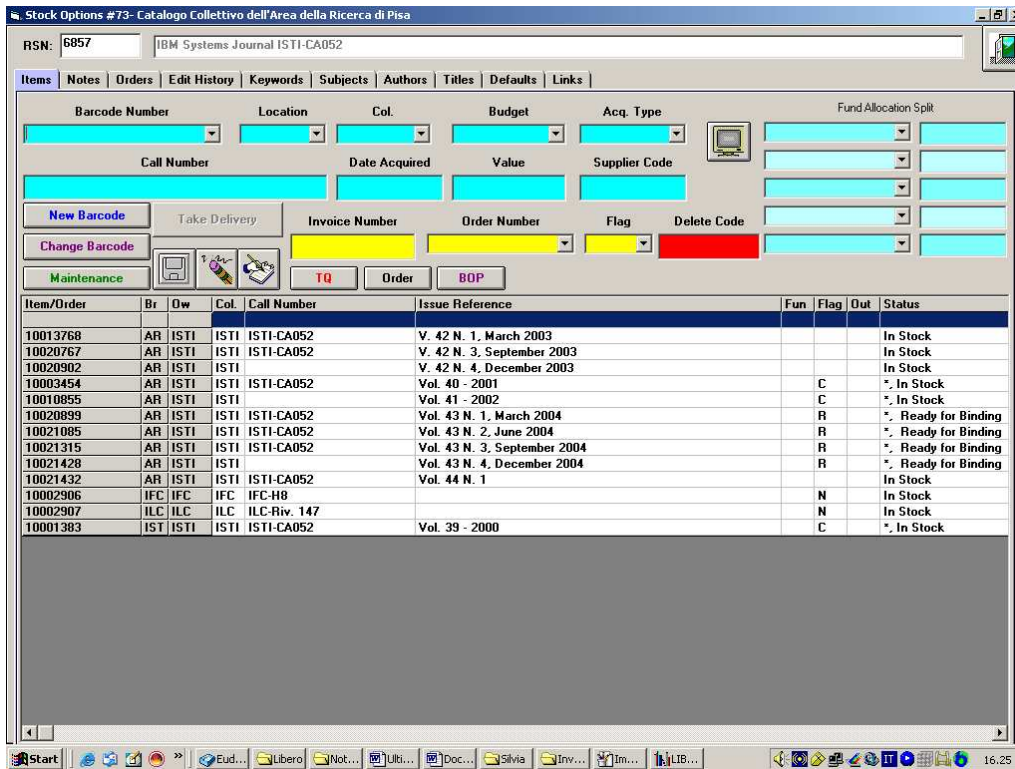 Stock Options #73- Catalogo Collettivo dell'Area della Ricerca di Pisa
RSN: 6857 IBM Systems Journal ISTI-CA052
Items Notes Orders Edit History Keywords Subjects Authors Titles Defaults Links
Barcode Number Location Col. Budget Acq. Type Fund Allocation Split
Call Number Date Acquired Value Supplier Code
New Barcode Take Delivery Invoice Number Order Number Flag Delete Code
Change Barcode
Maintenance TQ Order BOP
Item/Order Br Ow Col. Call Number Issue Reference Fun Flag Out Status
10013768 AR ISTI ISTI ISTI-CA052 V. 42 N. 1, March 2003 In Stock
10020767 AR ISTI ISTI ISTI-CA052 V. 42 N. 3, September 2003 In Stock
10020902 AR ISTI ISTI V. 42 N. 4, December 2003 In Stock
10003454 AR ISTI ISTI ISTI-CA052 Vol. 40 - 2001 C *, In Stock
10010855 AR ISTI ISTI Vol. 41 - 2002 C *, In Stock
10020899 AR ISTI ISTI ISTI-CA052 Vol. 43 N. 1, March 2004 R *, Ready for Binding
10021085 AR ISTI ISTI ISTI-CA052 Vol. 43 N. 2, June 2004 R *, Ready for Binding
10021315 AR ISTI ISTI ISTI-CA052 Vol. 43 N. 3, September 2004 R *, Ready for Binding
10021428 AR ISTI ISTI Vol. 43 N. 4, December 2004 R *, Ready for Binding
10021432 AR ISTI ISTI ISTI-CA052 Vol. 44 N. 1 In Stock
10002906 IFC IFC IFC IFC-H8 N In Stock
10002907 ILC ILC ILC ILC-Riv. 147 N In Stock
10001383 IST ISTI ISTI ISTI-CA052 Vol. 39 - 2000 C *, In Stock
Start » Eud... Libero Not... Ulti... Doc... Silvia Inv... Im... LIB... 16.25